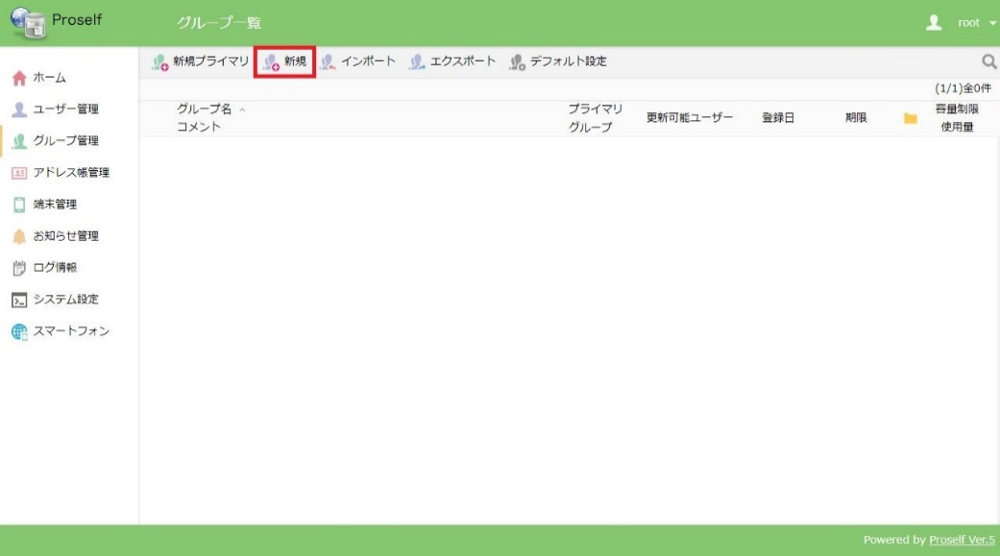 Proself
グループ一覧
root
新規プライマリ 新規 インポート エクスポート デフォルト設定
(1/1)全0件
ホーム
ユーザー管理
グループ管理
アドレス帳管理
端末管理
お知らせ管理
ログ情報
システム設定
スマートフォン
グループ名 プライマリ 容量制限
更新可能ユーザー 登録日 期限
コメント グループ 使用量
Powered by Proself Ver.5